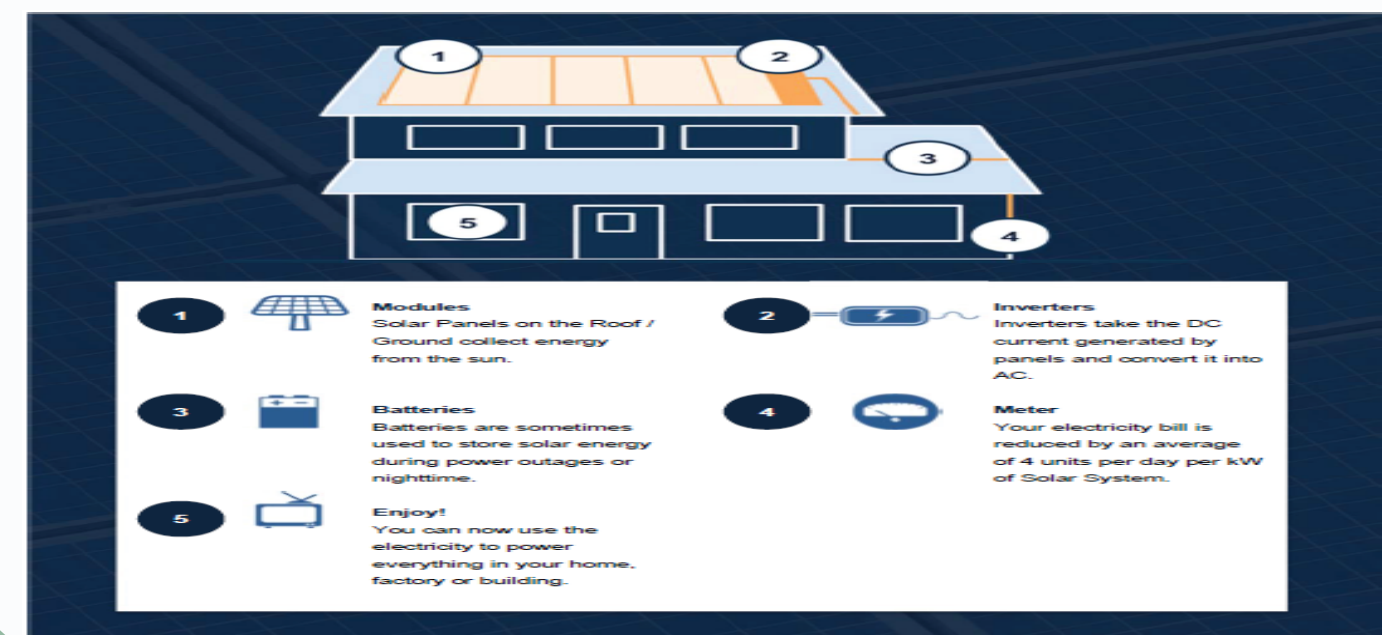 1
2
3
5
4
1
Modules
Solar Panels on the Roof /
Ground collect energy
from the sun.
2
Inverters
Inverters take the DC
current generated by
panels and convert it into
AC.
3
Batteries
Batteries are sometimes
used to store solar energy
during power outages or
nighttime.
4
Meter
Your electricity bill is
reduced by an average
of 4 units per day per kW
of Solar System.
5
Enjoy!
You can now use the
electricity to power
everything in your home,
factory or building.